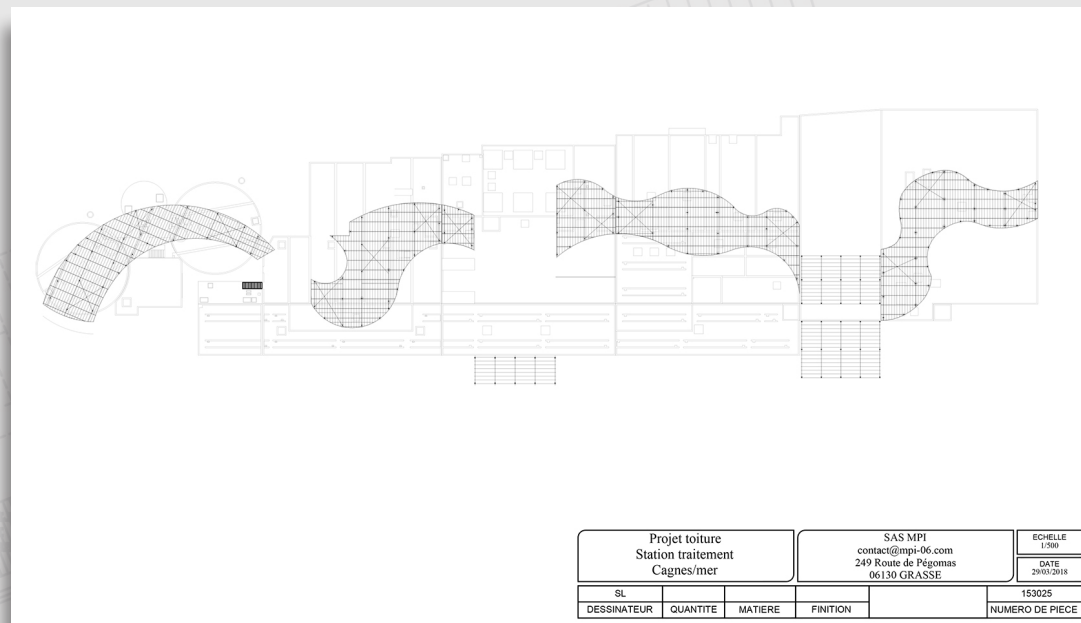 Projet toiture
Station traitement
Cagnes/mer
SAS MPI
contact@mpi-06.com
249 Route de Pégomas
06130 GRASSE
ECHELLE
1/500
DATE
29/03/2018
SL
153025
DESSINATEUR
QUANTITE
MATIERE
FINITION
NUMERO DE PIECE